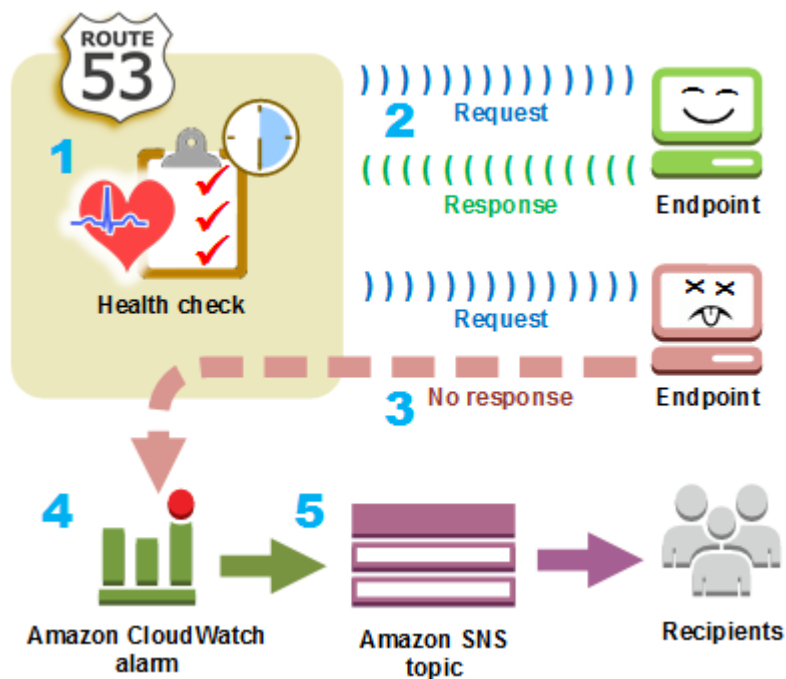 ROUTE
53
1
Health check
2
Request
Response
Endpoint
Request
3
No response
Endpoint
4
Amazon CloudWatch
alarm
5
Amazon SNS
topic
Recipients